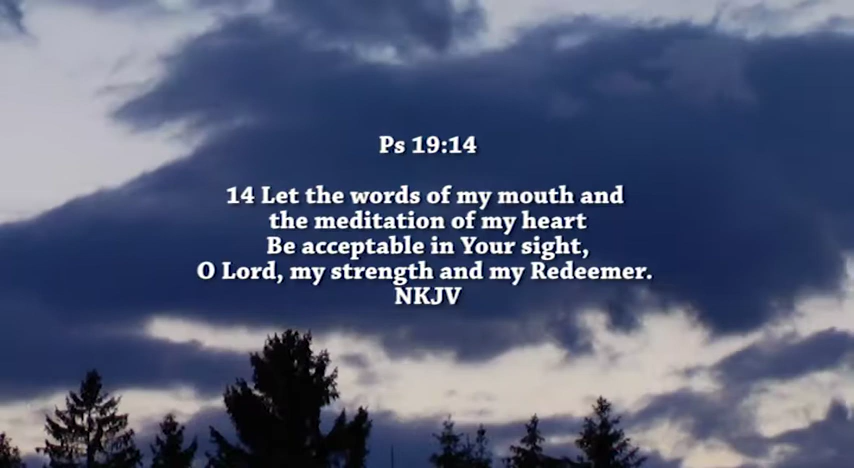 Ps 19:14
14 Let the words of my mouth and
the meditation of my heart
Be acceptable in Your sight,
O Lord, my strength and my Redeemer.
NKJV